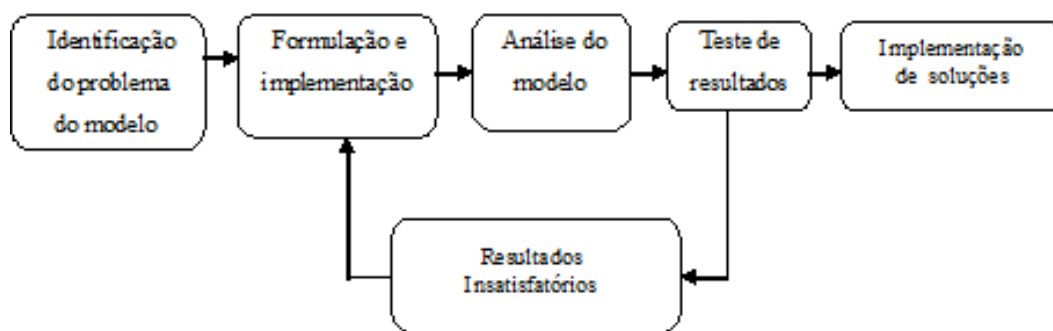 Identificação
do problema
do modelo
Formulação e
implementação
Análise do
modelo
Teste de
resultados
Implementação
de soluções
Resultados
Insatisfatórios